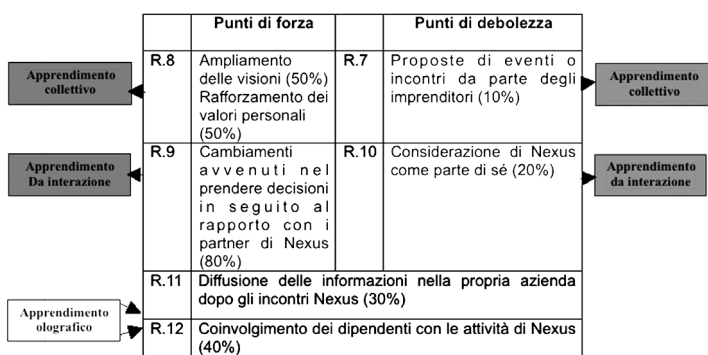 Punti di forza
Punti di debolezza
Apprendimento
collettivo
R.8
Ampliamento
delle visioni (50%)
Rafforzamento dei
valori personali
(50%)
R.7
Proposte di eventi o
incontri da parte degli
imprenditori (10%)
Apprendimento
collettivo
Apprendimento
Da interazione
R.9
Cambiamenti
avvenuti nel
prendere decisioni
in seguito al
rapporto con i
partner di Nexus
(80%)
R.10
Considerazione di Nexus
come parte di sé (20%)
Apprendimento
da interazione
Apprendimento
olografico
R.11
Diffusione delle informazioni nella propria azienda
dopo gli incontri Nexus (30%)
R.12
Coinvolgimento dei dipendenti con le attività di Nexus
(40%)